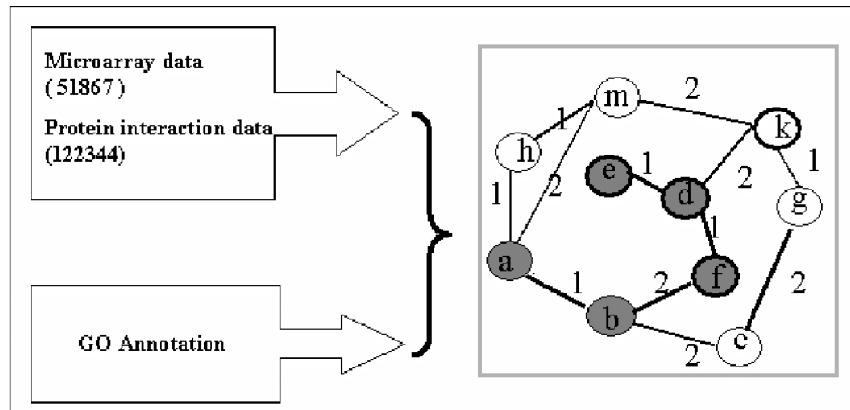 Microarray data
(51867)
Protein interaction data
(122344)
GO Annotation
m
2
k
1
h
1
e
1
2
1
2
d
g
a
1
f
1
2
2
b
2
c